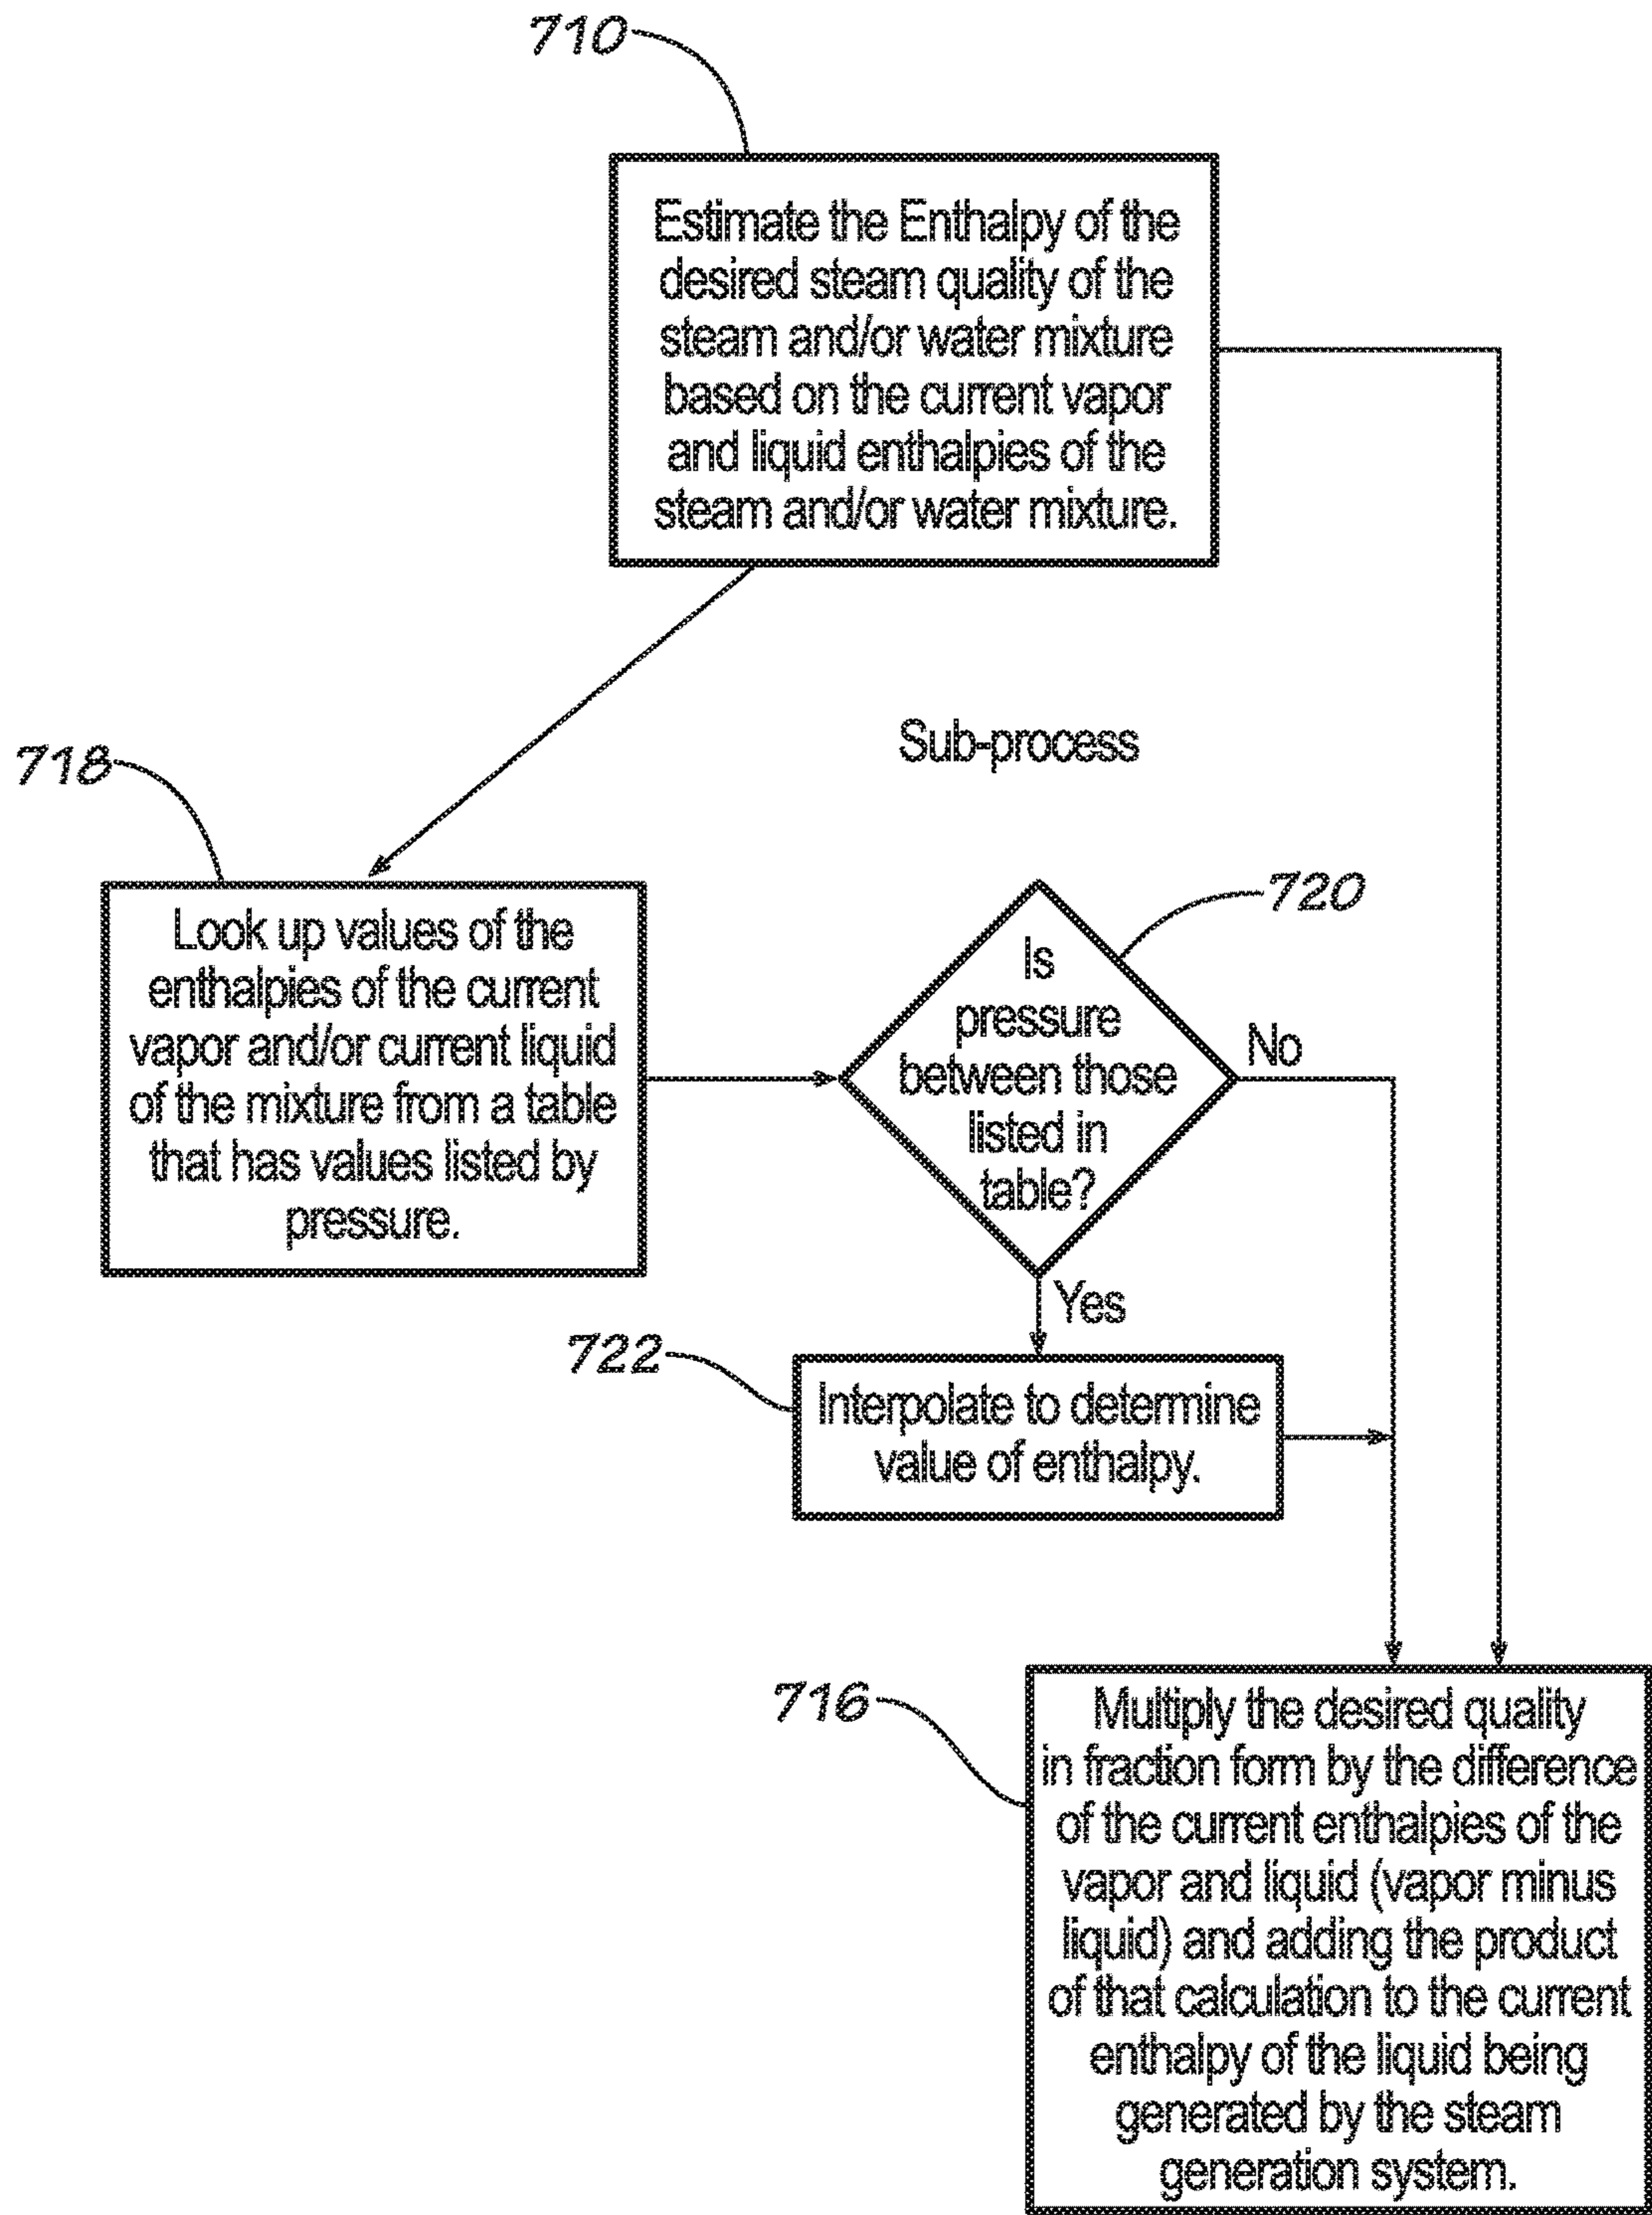 710
Estimate the Enthalpy of the
desired steam quality of the
steam and/or water mixture
based on the current vapor
and liquid enthalpies of the
steam and/or water mixture.
Sub-process
718
Look up values of the
enthalpies of the current
vapor and/or current liquid
of the mixture from a table
that has values listed by
pressure.
720
Is
pressure
between those
listed in
table?
No
Yes
722
Interpolate to determine
value of enthalpy.
716
Multiply the desired quality
in fraction form by the difference
of the current enthalpies of the
vapor and liquid (vapor minus
liquid) and adding the product
of that calculation to the current
enthalpy of the liquid being
generated by the steam
generation system.